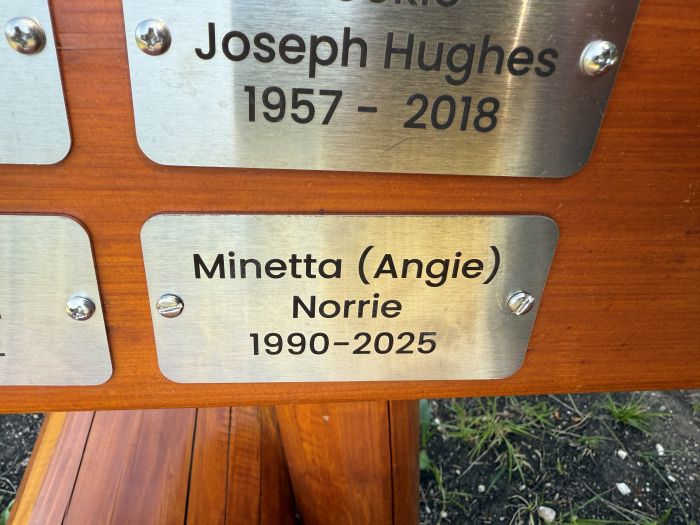 Joseph Hughes
1957 - 2018
Minetta (Angie)
Norrie
1990-2025